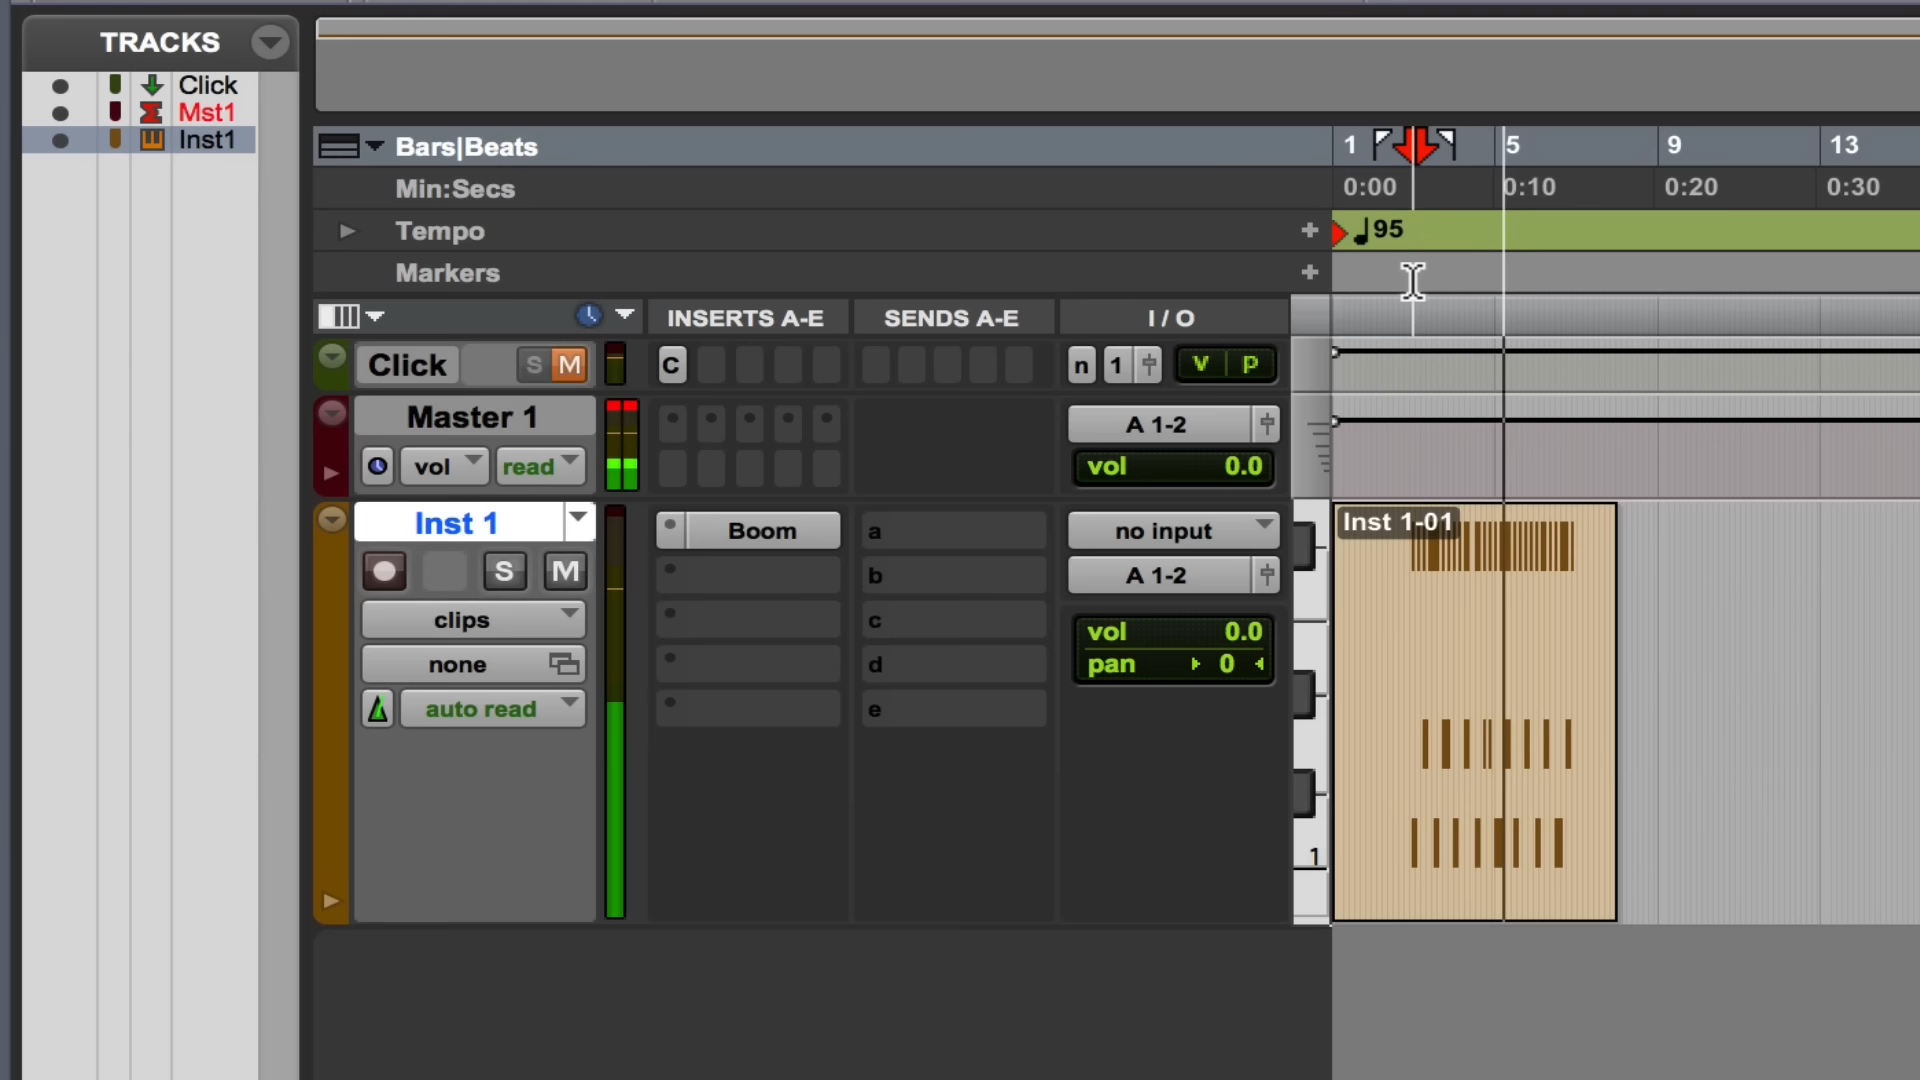 TRACKS
Click
Mst1
Inst1
Bars|Beats
1 5 9 13
Min:Secs
0:00 0:10 0:20 0:30
Tempo
95
Markers
INSERTS A-E SENDS A-E I / O
Click S M C n 1 V P
Master 1
vol read
A 1-2
vol 0.0
Inst 1
S M
clips
none
auto read
Boom
a
b
c
d
e
no input
A 1-2
vol 0.0
pan 0
1
Inst 1-01